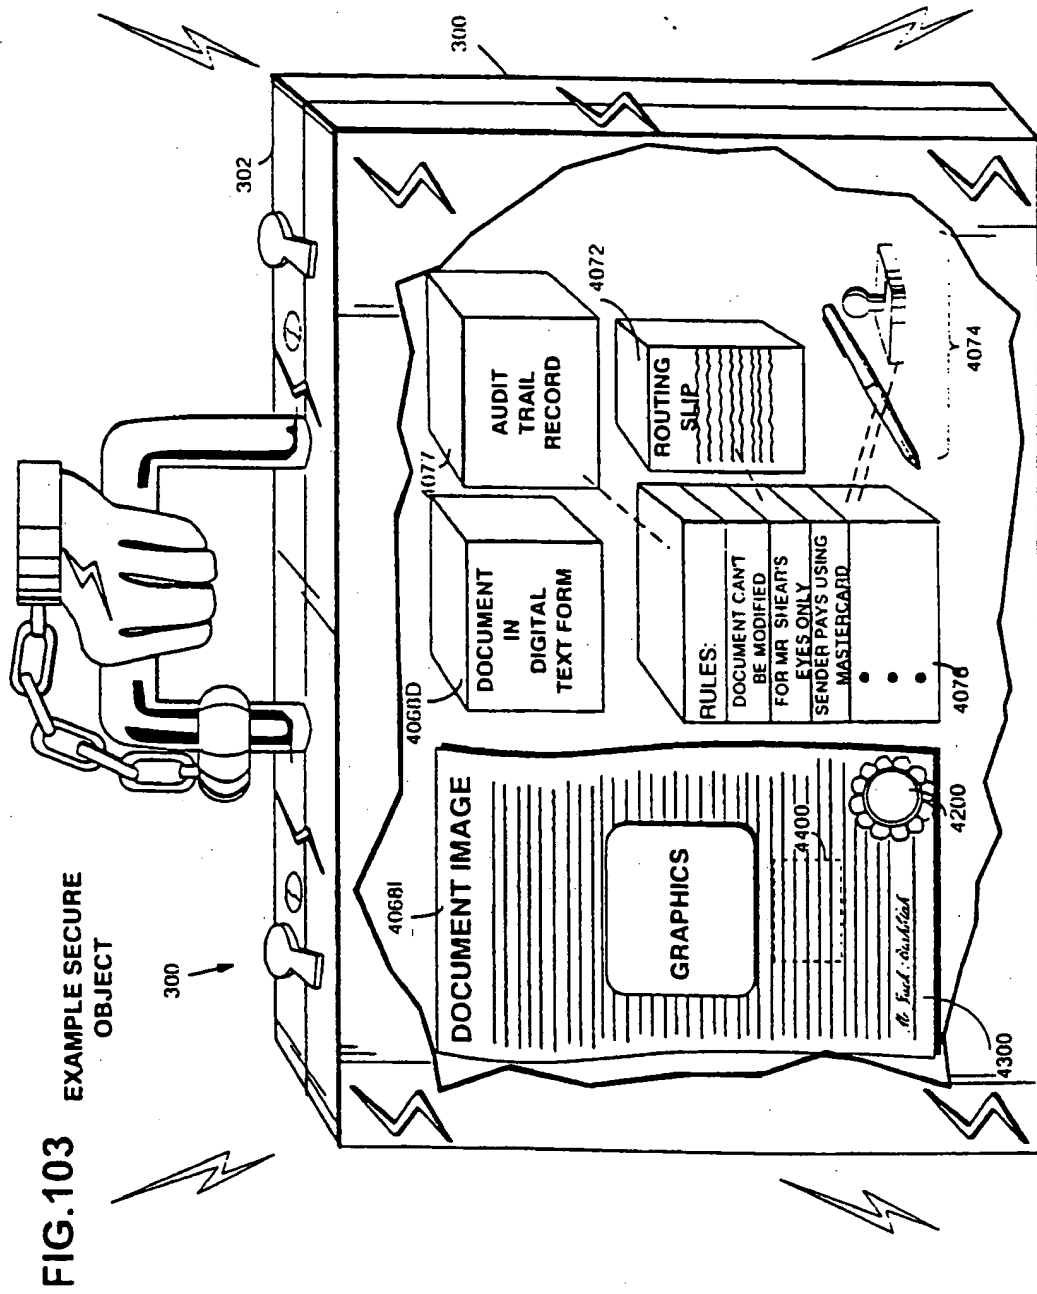 FIG.103
EXAMPLE SECURE
OBJECT
300
302
300
4068I
DOCUMENT IMAGE
GRAPHICS
4400
4200
4300
4068D
DOCUMENT
IN
DIGITAL
TEXT FORM
4077
AUDIT
TRAIL
RECORD
4072
ROUTING
SLIP
RULES:
DOCUMENT CAN'T
BE MODIFIED
FOR MR SHEAR'S
EYES ONLY
SENDER PAYS USING
MASTERCARD
4076
4074